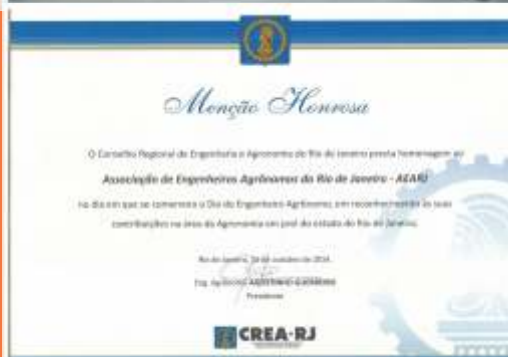 Menção Honrosa
O Conselho Regional de Engenharia e Agronomia do Rio de Janeiro presta homenagem a
Associação de Engenheiros Agrônomos do Rio de Janeiro - AEARJ
no dia em que se comemora o Dia do Engenheiro Agrônomo, em reconhecimento às suas
contribuições na área da Agronomia em prol do estado do Rio de Janeiro.
Rio de Janeiro, de outubro de 2014
Eng. Agrônomo
Presidente
CREA-RJ